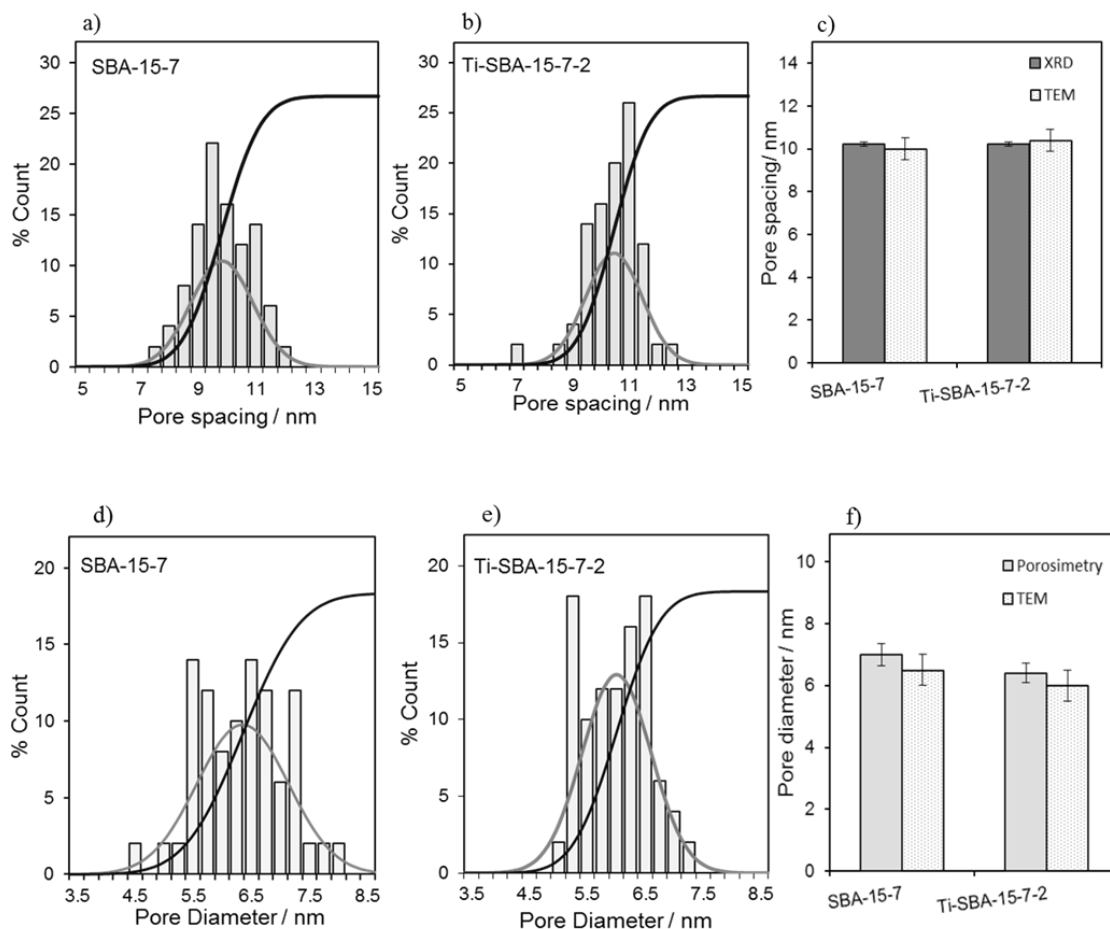 a)
SBA-15-7
% Count
30
25
20
15
10
5
0
5 7 9 11 13 15
Pore spacing / nm
b)
Ti-SBA-15-7-2
% Count
30
25
20
15
10
5
0
5 7 9 11 13 15
Pore spacing / nm
c)
XRD
TEM
Pore spacing/ nm
14
12
10
8
6
4
2
0
SBA-15-7
Ti-SBA-15-7-2
d)
SBA-15-7
% Count
20
15
10
5
0
3.5 4.5 5.5 6.5 7.5 8.5
Pore Diameter / nm
e)
Ti-SBA-15-7-2
% Count
20
15
10
5
0
3.5 4.5 5.5 6.5 7.5 8.5
Pore Diameter / nm
f)
Porosimetry
TEM
Pore diameter / nm
10
8
6
4
2
0
SBA-15-7
Ti-SBA-15-7-2